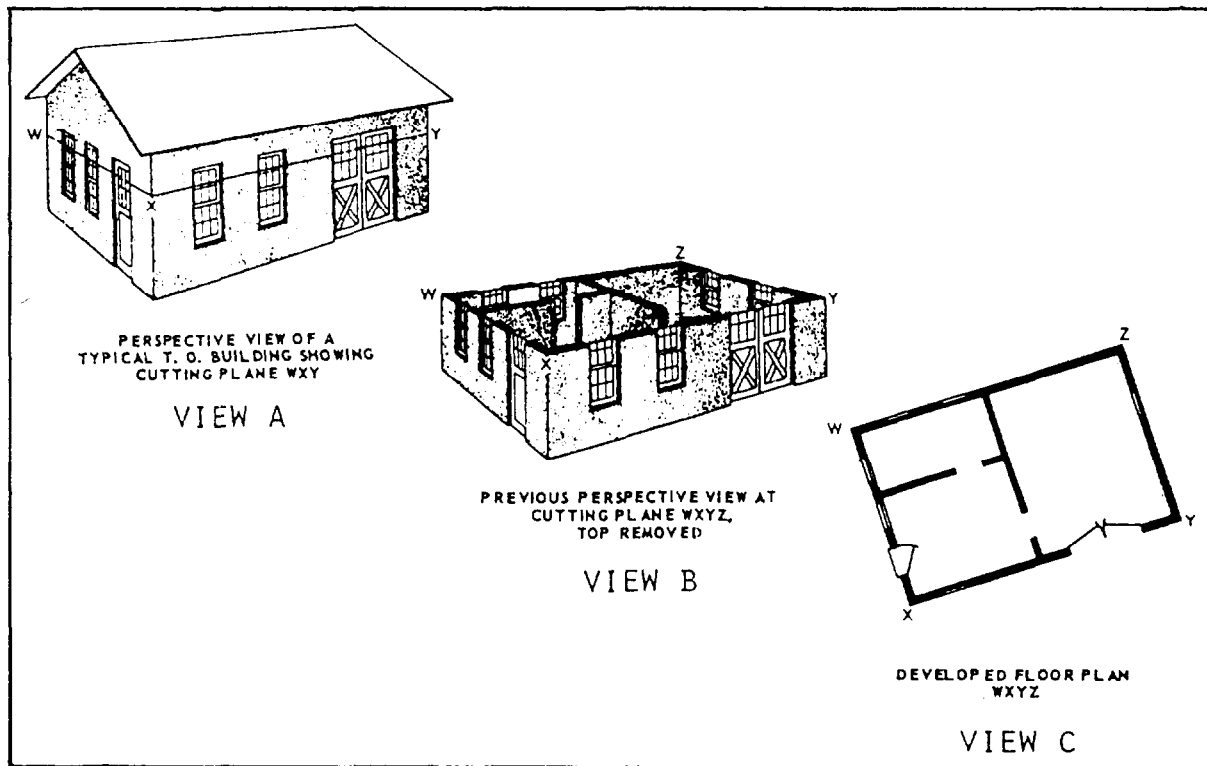 W
Y
X
PERSPECTIVE VIEW OF A
TYPICAL T. O. BUILDING SHOWING
CUTTING PLANE WXY
VIEW A
Z
W
Y
X
PREVIOUS PERSPECTIVE VIEW AT
CUTTING PLANE WXYZ,
TOP REMOVED
VIEW B
Z
W
Y
X
DEVELOPED FLOOR PLAN
WXYZ
VIEW C